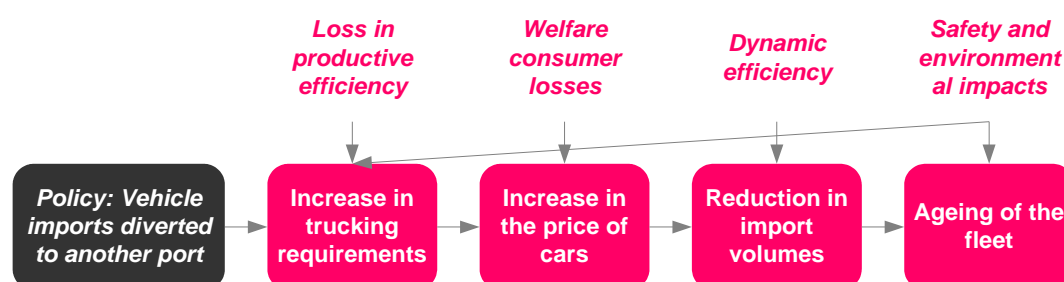 Loss in
productive
efficiency
Welfare
consumer
losses
Dynamic
efficiency
Safety and
environment
al impacts
Policy: Vehicle
imports diverted
to another port
Increase in
trucking
requirements
Increase in
the price of
cars
Reduction in
import
volumes
Ageing of the
fleet